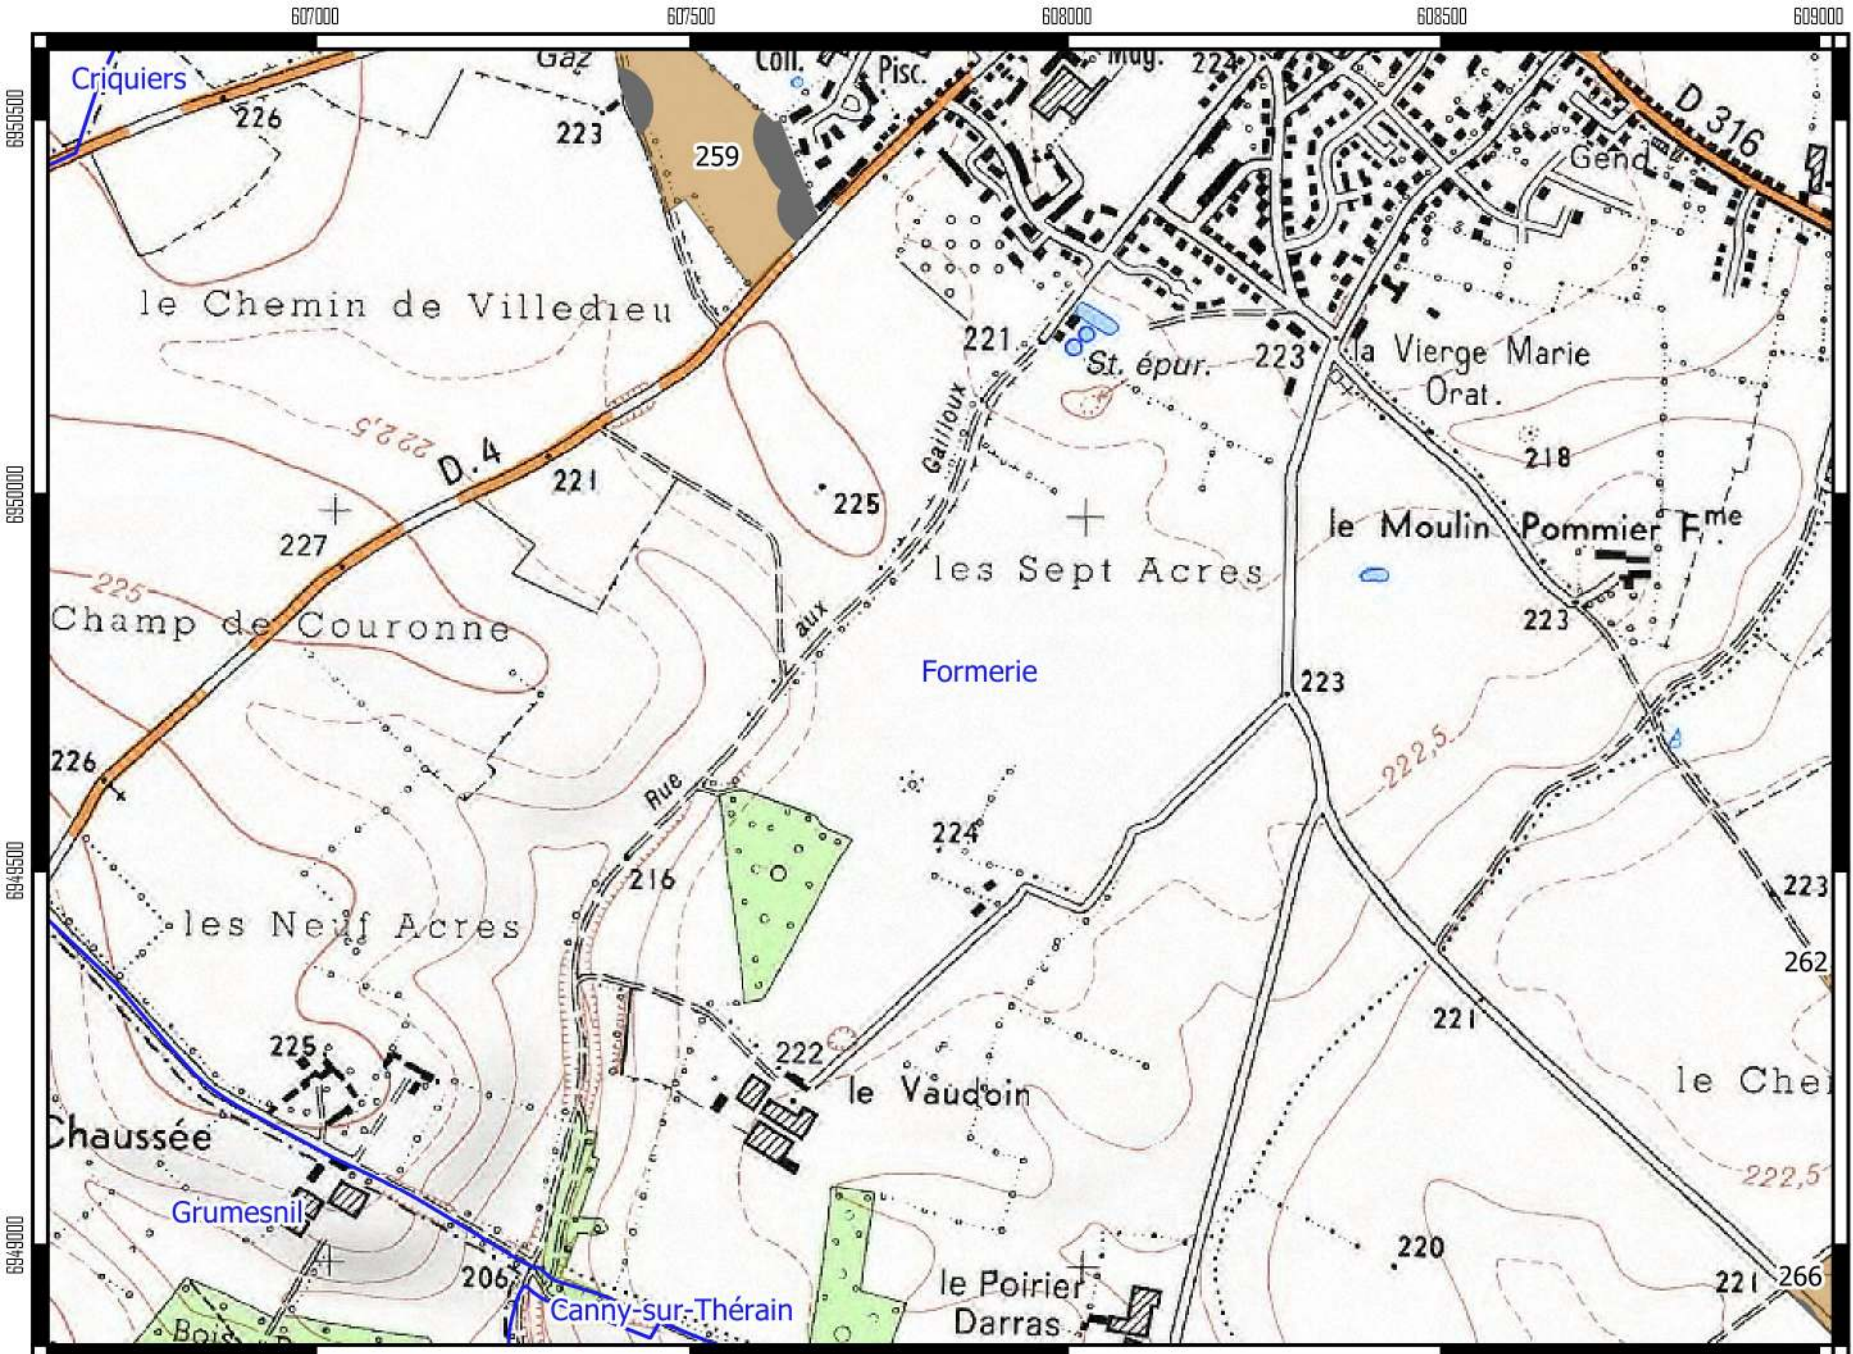 607000
607500
608000
608500
609000
Criquiers
Gaz
Coll.
Pisc.
Mag.
224
226
223
259
D 316
6950500
Gend.
le Chemin de Villedieu
221
St. épur.
223
la Vierge Marie
Orat.
222,5
D.4
221
Gailloux
218
225
6950000
227
le Moulin Pommier Fme
les Sept Acres
225
Champ de Couronne
aux
223
Formerie
223
226
222,5
Rue
224
216
223
6949500
les Neuf Acres
262
221
225
222
le Vaudoin
le Che
Chaussée
222,5
Grumesnil
6949000
206
220
221
266
le Poirier
Darras
Canny-sur-Thérain
Bois